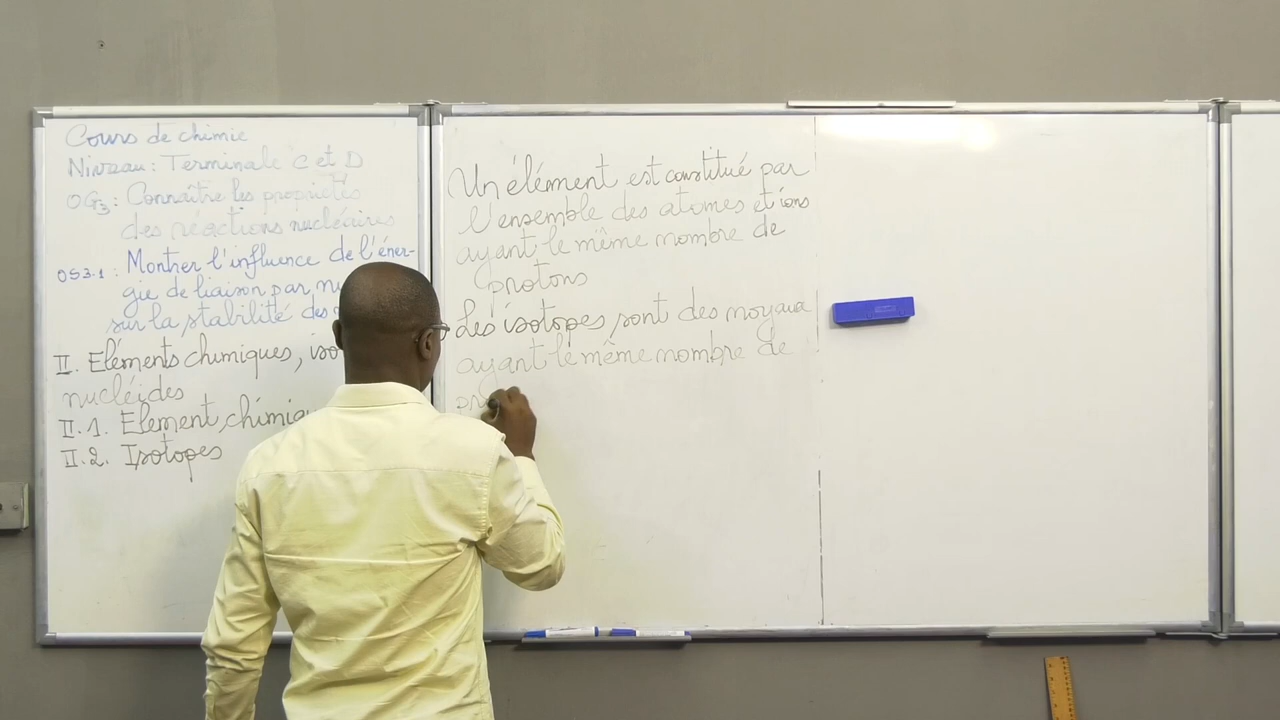 Cours de chimie
Niveau : Terminale C et D
OG3 : Connaître les propriétés
des réactions nucléaires
OS3.1 : Montrer l'influence de l'éner-
gie de liaison par
sur la stabilité des
II. Eléments chimiques, iso
nucléides
II.1. Element chimiq
II.2. Isotopes
Un élément est constitué par
l'ensemble des atomes et ions
ayant le même nombre de
protons
Les isotopes sont des noyaux
ayant le même nombre de